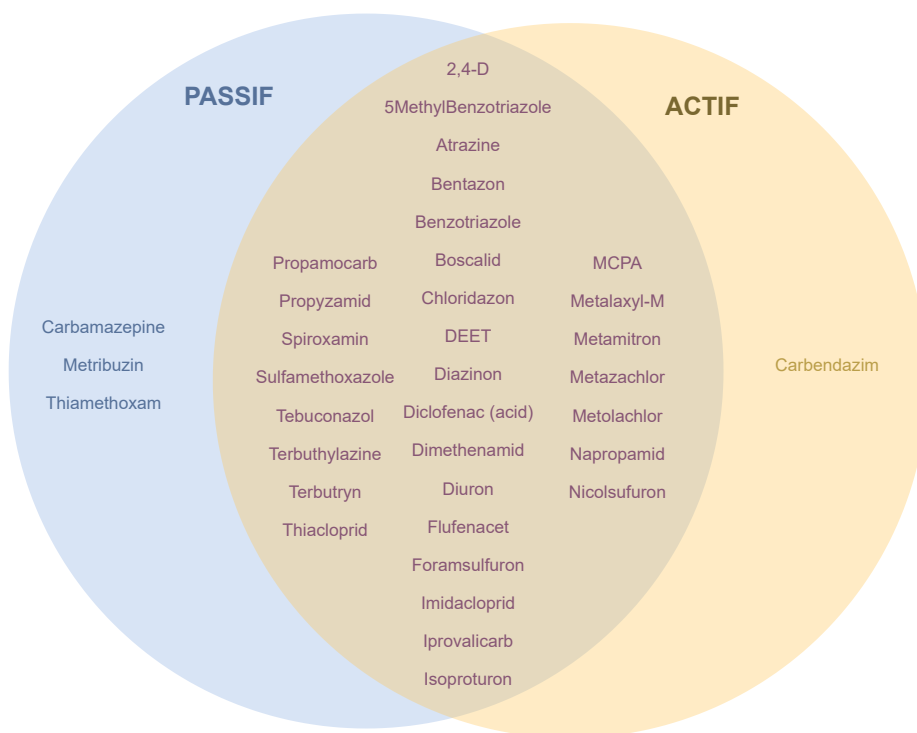 PASSIF
ACTIF
Carbamazepine
Metribuzin
Thiamethoxam
Propamocarb
Propyzamid
Spiroxamin
Sulfamethoxazole
Tebuconazol
Terbuthylazine
Terbutryn
Thiacloprid
2,4-D
5MethylBenzotriazole
Atrazine
Bentazon
Benzotriazole
Boscalid
Chloridazon
DEET
Diazinon
Diclofenac (acid)
Dimethenamid
Diuron
Flufenacet
Foramsulfuron
Imidacloprid
Iprovalicarb
Isoproturon
MCPA
Metalaxyl-M
Metamitron
Metazachlor
Metolachlor
Napropamid
Nicolsufuron
Carbendazim